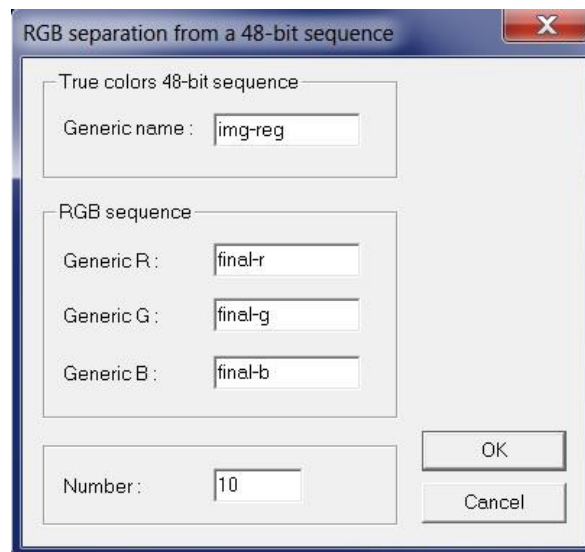 RGB separation from a 48-bit sequence
True colors 48-bit sequence
Generic name : img-reg
RGB sequence
Generic R : final-r
Generic G : final-g
Generic B : final-b
Number : 10
OK
Cancel